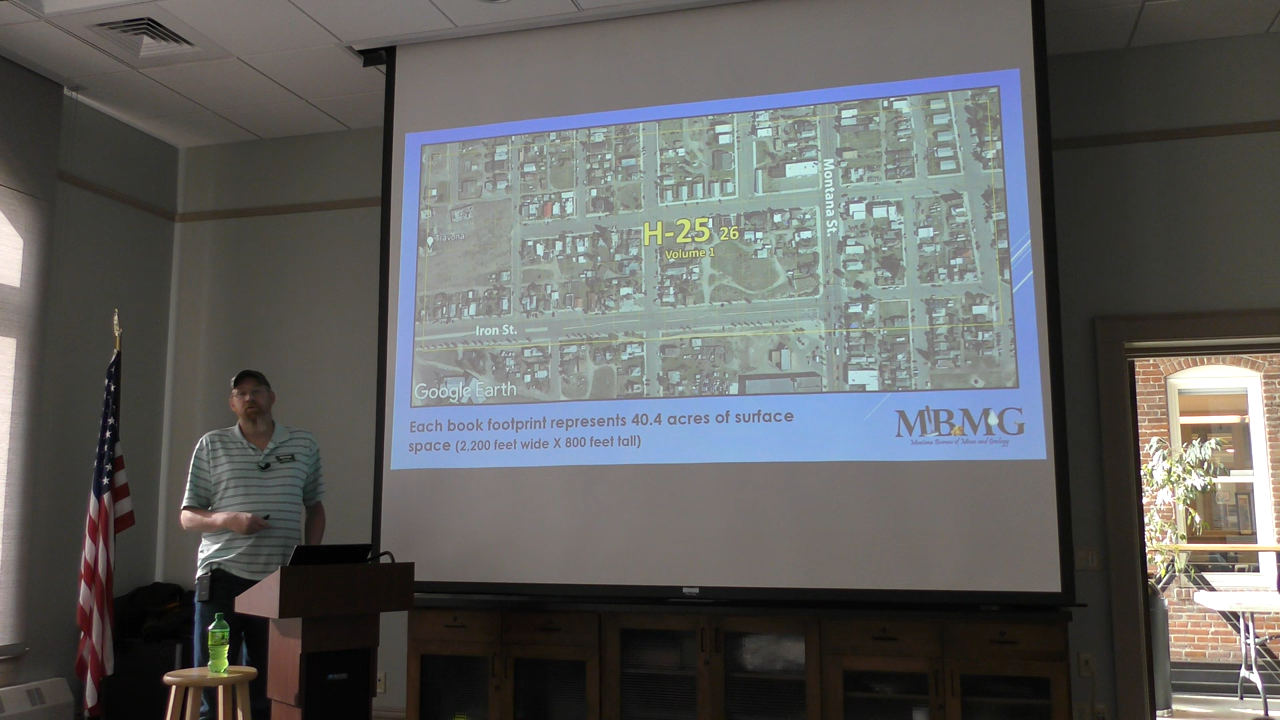 Travona
Montana St.
H-25 26
Volume 1
Iron St.
Google Earth
Each book footprint represents 40.4 acres of surface
space (2,200 feet wide X 800 feet tall)
MBMG
Montana Bureau of Mines and Geology